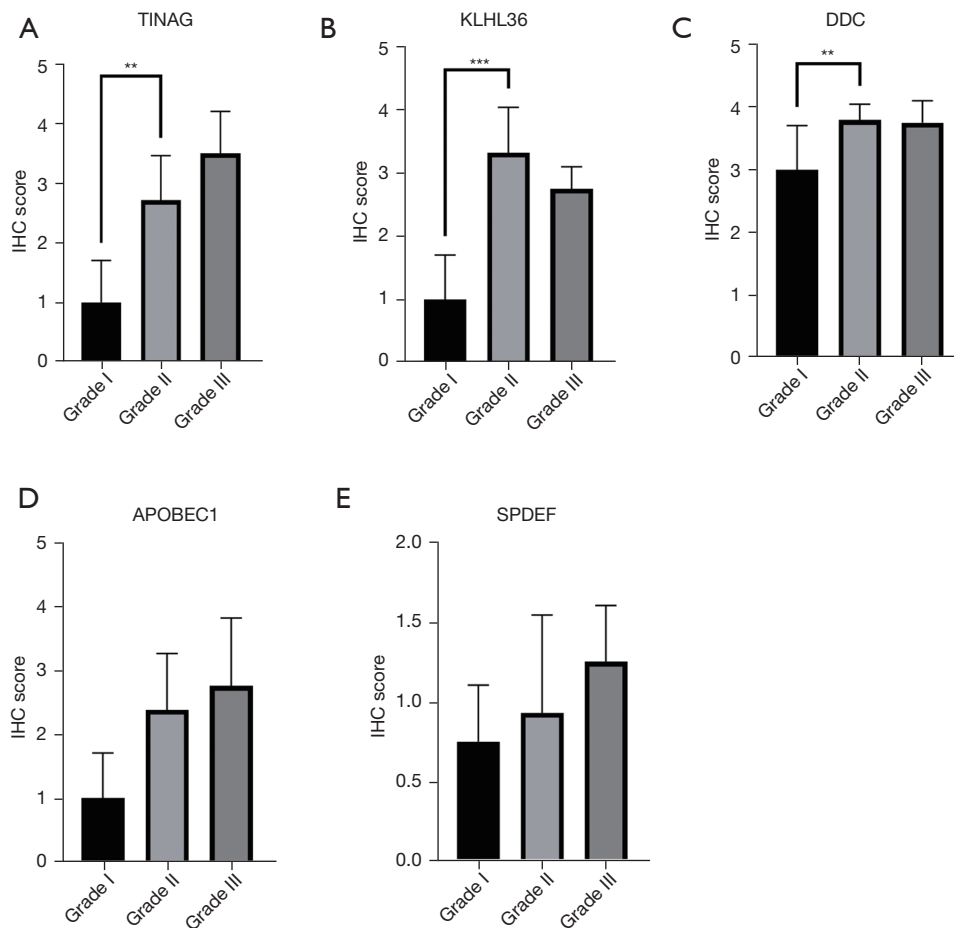 A
TINAG
5
4
3
2
1
0
IHC score
**
Grade I
Grade II
Grade III
B
KLHL36
5
4
3
2
1
0
IHC score
***
Grade I
Grade II
Grade III
C
DDC
5
4
3
2
1
0
IHC score
**
Grade I
Grade II
Grade III
D
APOBEC1
5
4
3
2
1
0
IHC score
Grade I
Grade II
Grade III
E
SPDEF
2.0
1.5
1.0
0.5
0.0
IHC score
Grade I
Grade II
Grade III